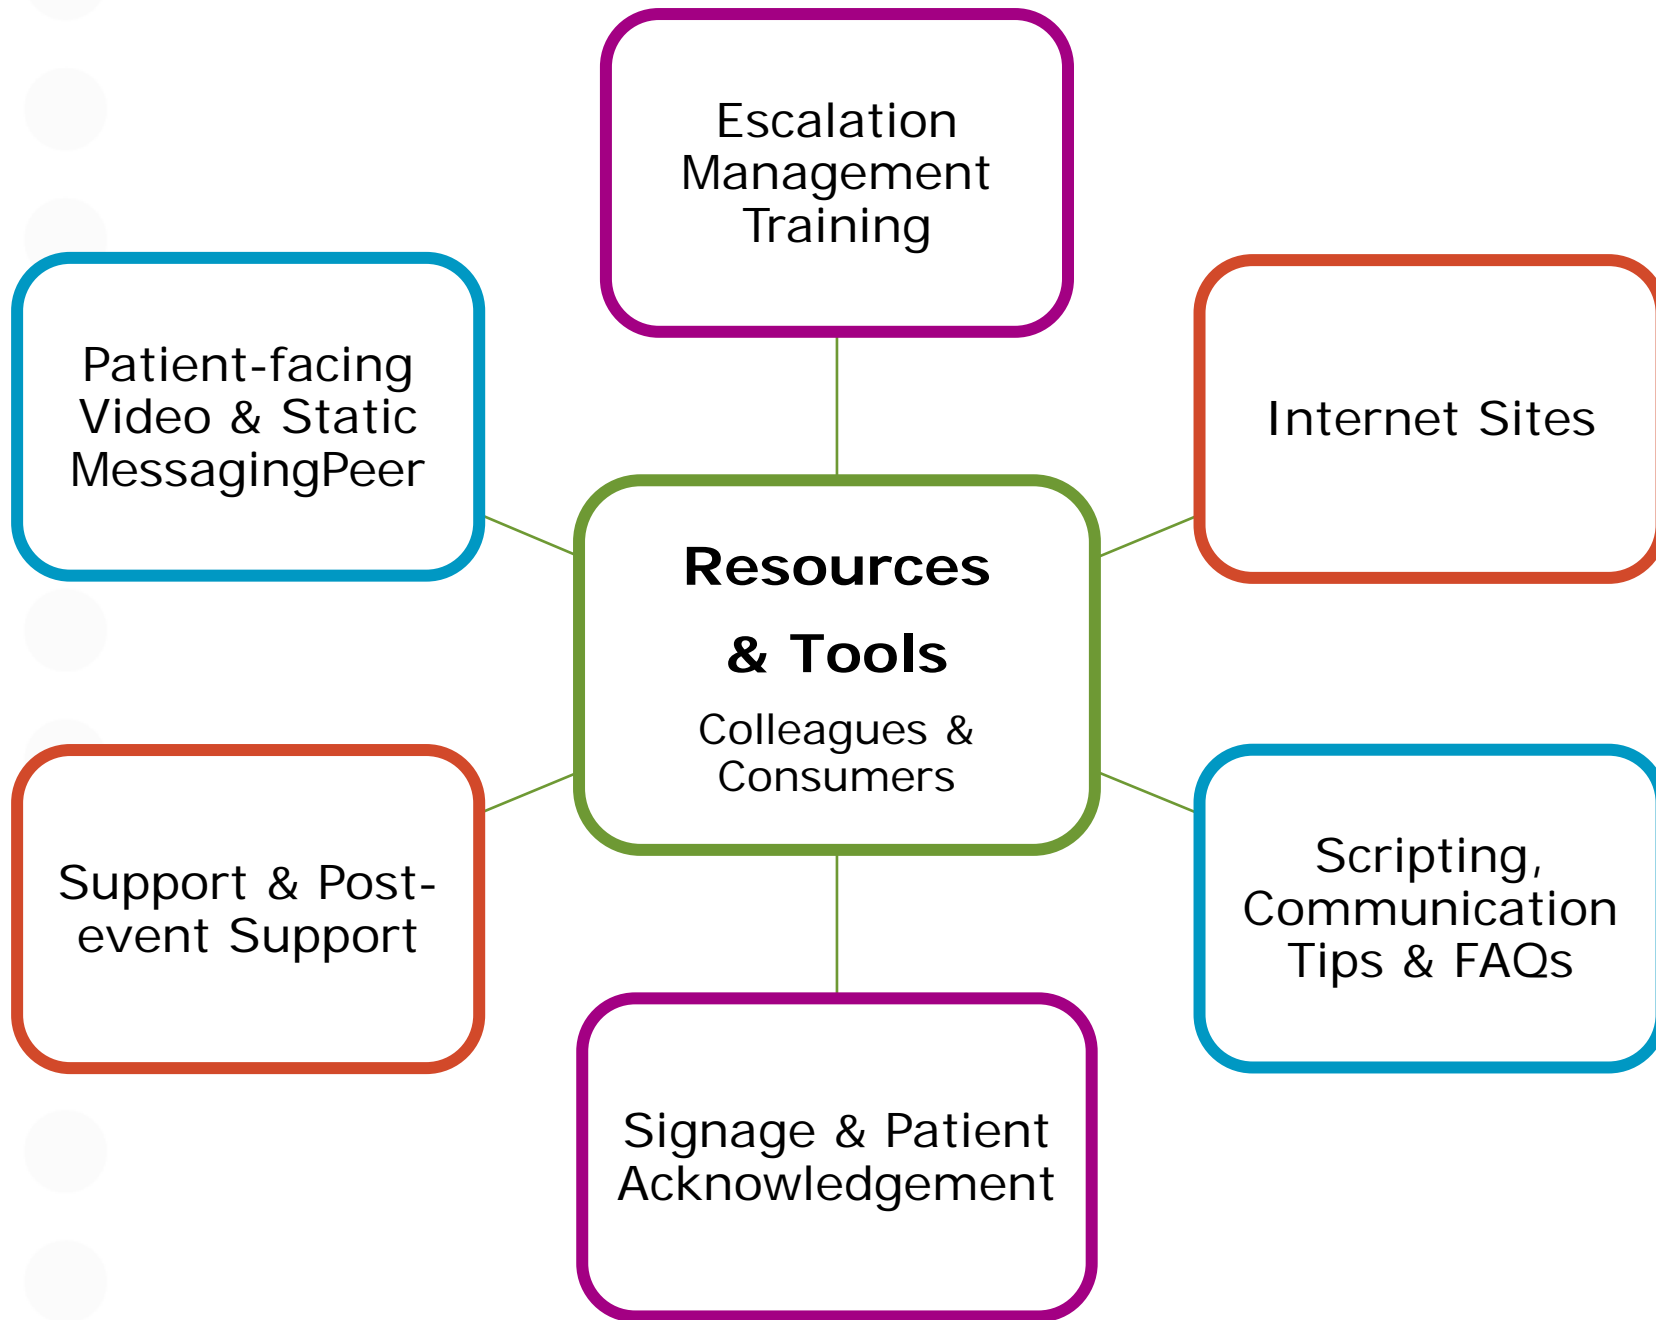 Escalation
Management
Training
Patient-facing
Video & Static
MessagingPeer
Internet Sites
Resources
& Tools
Colleagues &
Consumers
Support & Post-
event Support
Scripting,
Communication
Tips & FAQs
Signage & Patient
Acknowledgement